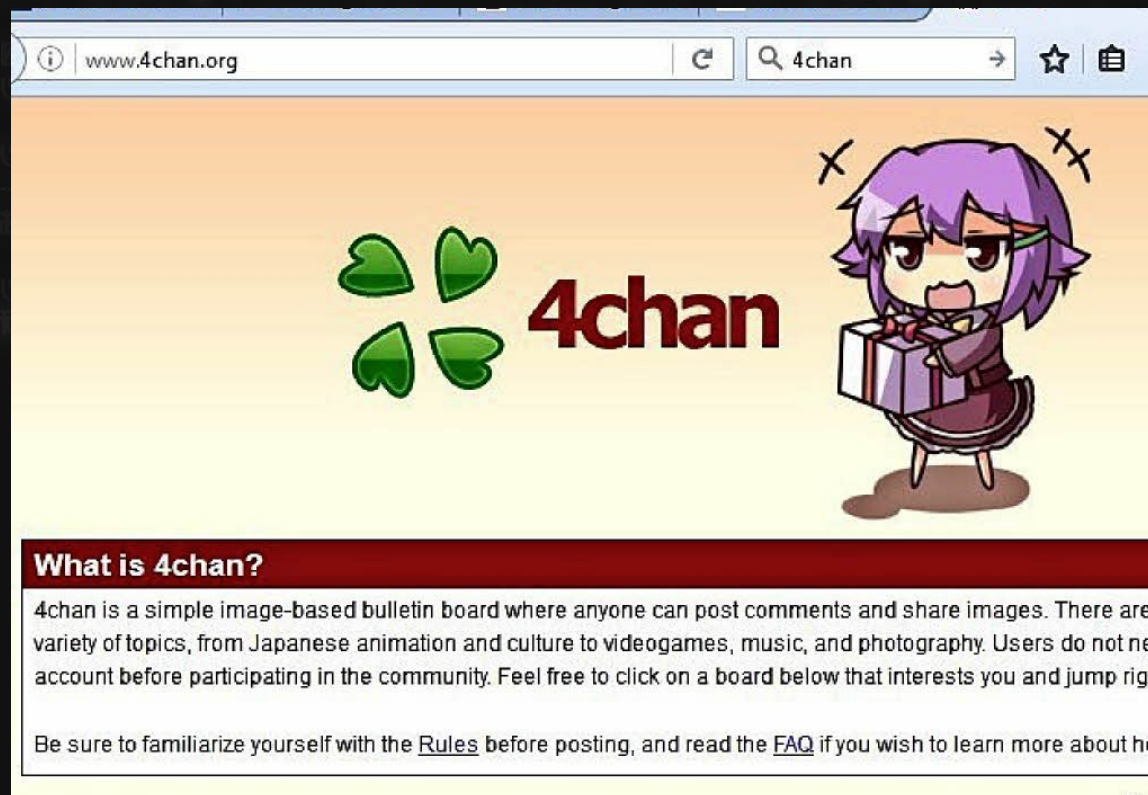 www.4chan.org
4chan
4chan
What is 4chan?
4chan is a simple image-based bulletin board where anyone can post comments and share images. There are
variety of topics, from Japanese animation and culture to videogames, music, and photography. Users do not ne
account before participating in the community. Feel free to click on a board below that interests you and jump rig
Be sure to familiarize yourself with the Rules before posting, and read the FAQ if you wish to learn more about h